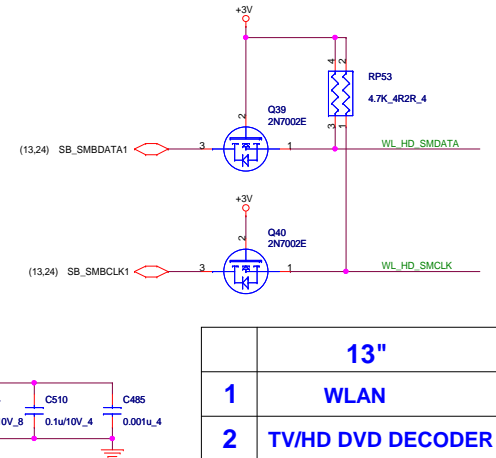 +3V
4 2
RP53
4.7K_4R2R_4
3 1
2
Q39
2N7002E
(13,24) SB_SMBDATA1 3 1 WL_HD_SMDATA
+3V
2
Q40
2N7002E
(13,24) SB_SMBCLK1 3 1 WL_HD_SMCLK
C510 C485
0V_8 0.1u/10V_4 0.001u_4
13"
1 WLAN
2 TV/HD DVD DECODER